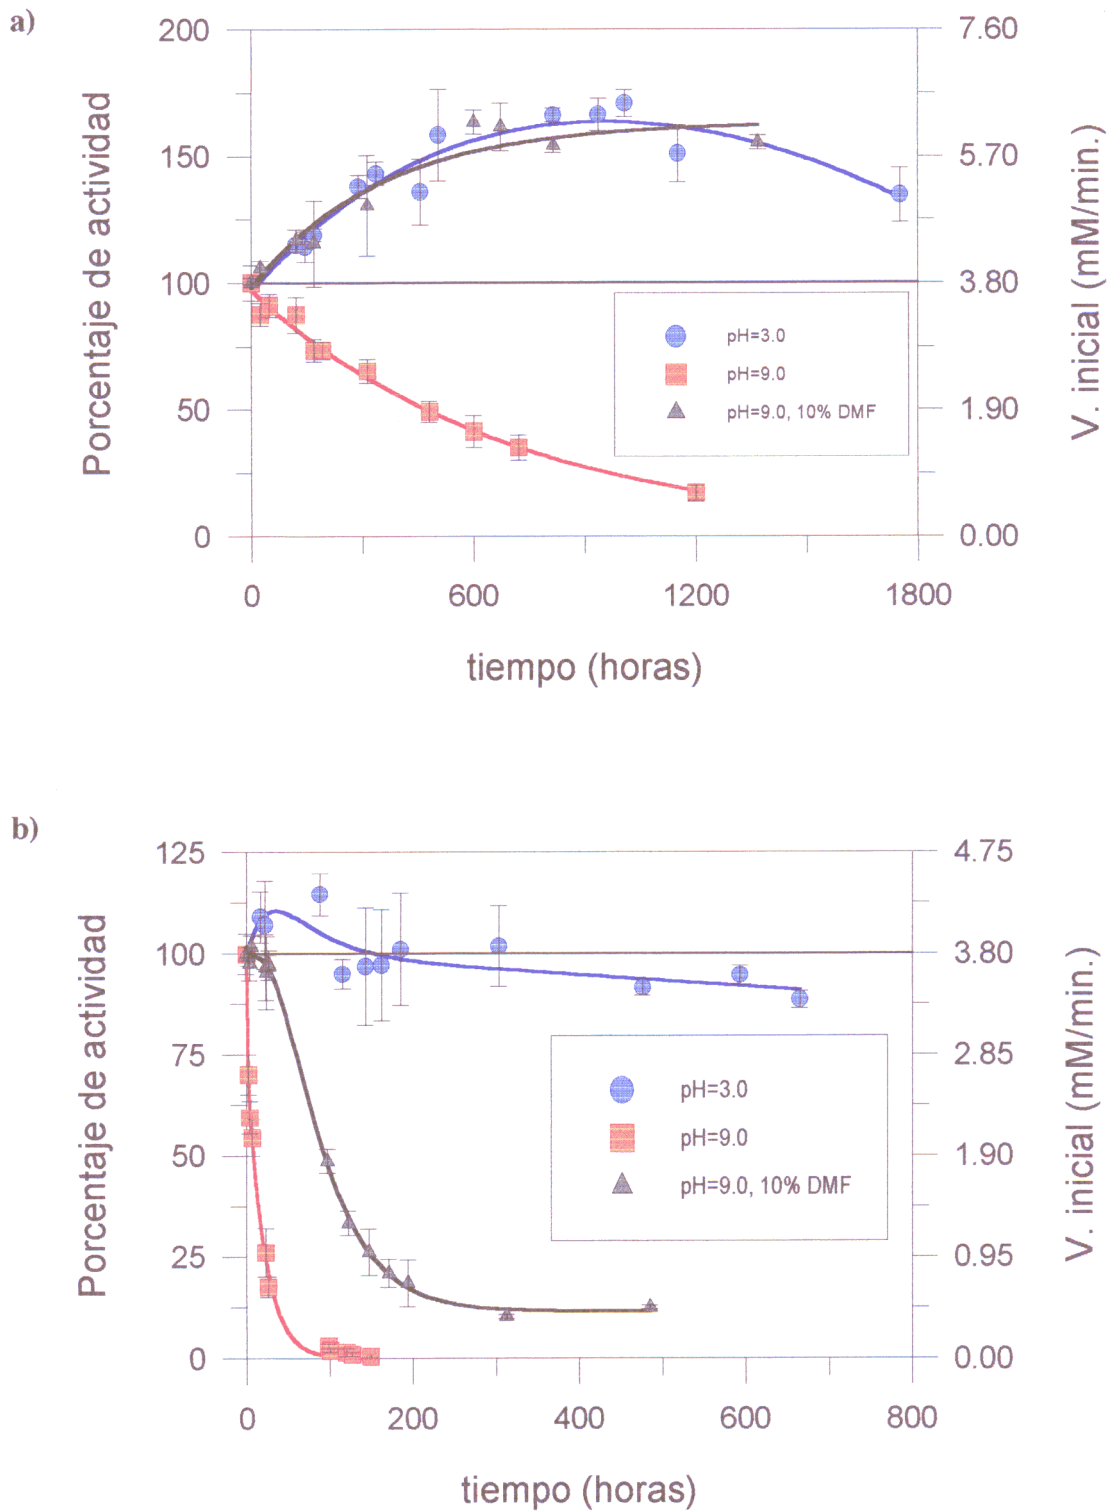 a)
Porcentaje de actividad
200
150
100
50
0
7.60
5.70
3.80
1.90
0.00
V. inicial (mM/min.)
pH=3.0
pH=9.0
pH=9.0, 10% DMF
0 600 1200 1800
tiempo (horas)
b)
Porcentaje de actividad
125
100
75
50
25
0
4.75
3.80
2.85
1.90
0.95
0.00
V. inicial (mM/min.)
pH=3.0
pH=9.0
pH=9.0, 10% DMF
0 200 400 600 800
tiempo (horas)